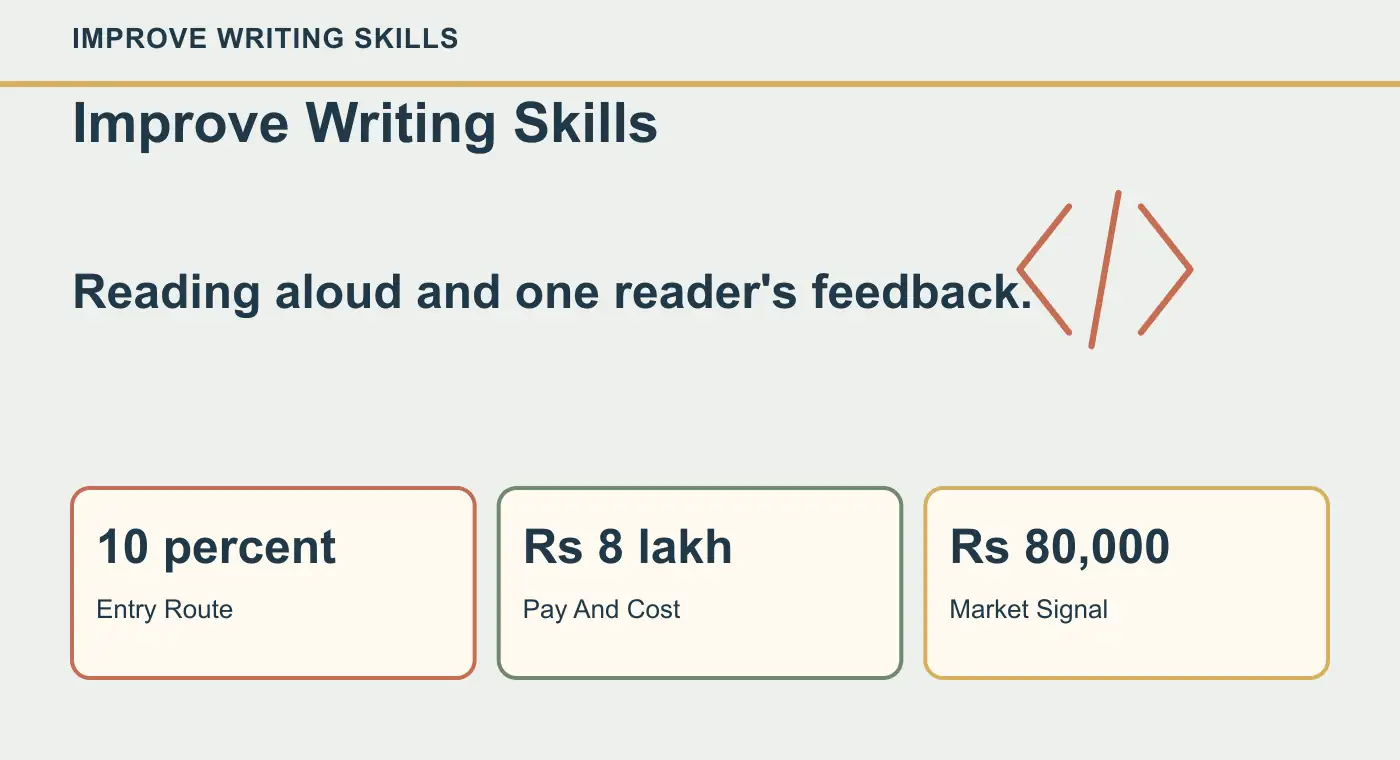 IMPROVE WRITING SKILLS
Improve Writing Skills
Reading aloud and one reader's feedback.
10 percent
Entry Route
Rs 8 lakh
Pay And Cost
Rs 80,000
Market Signal